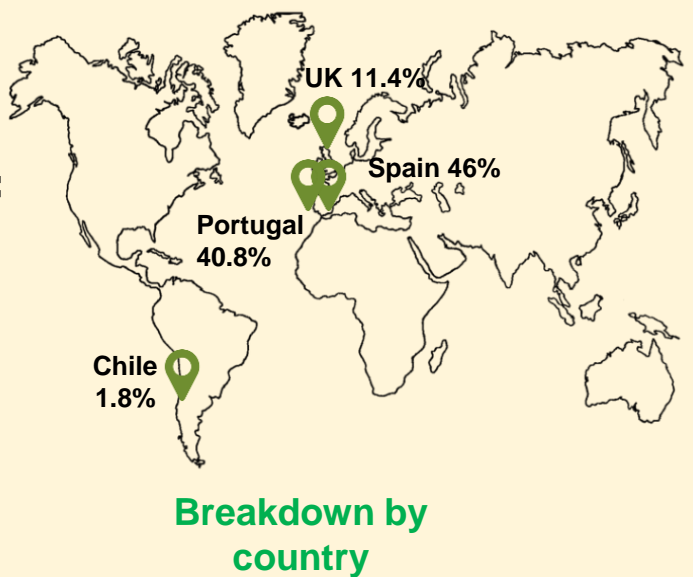 UK 11.4%
Spain 46%
Portugal
40.8%
Chile
1.8%
Breakdown by
country